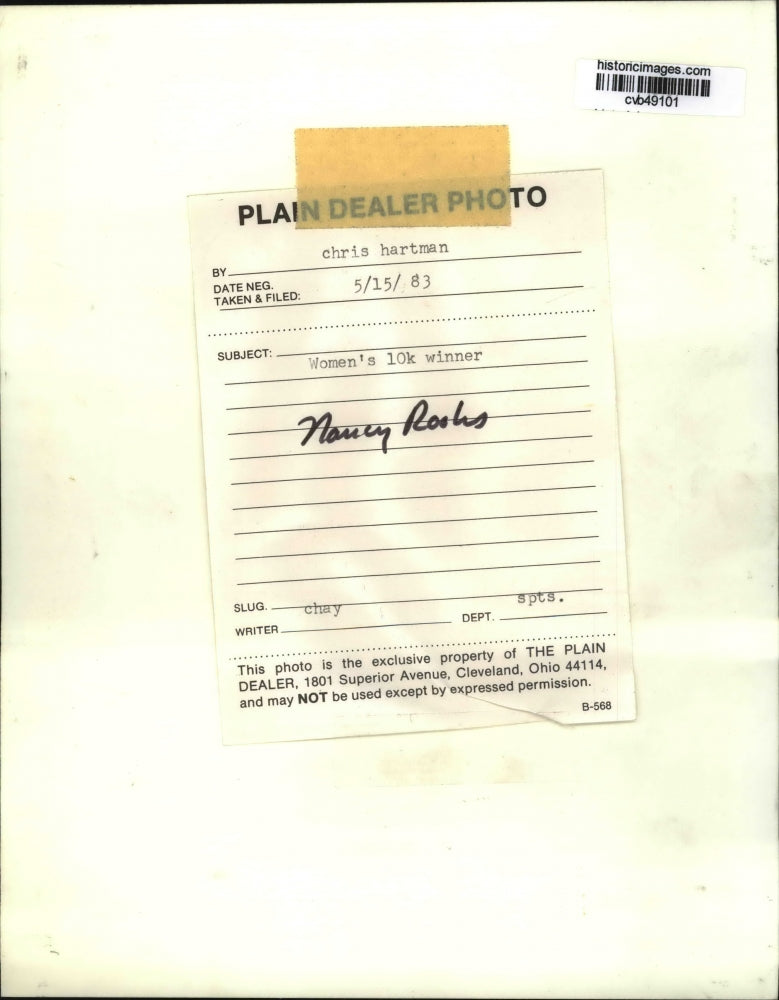 historicimages.com
cvb49101
PLAIN DEALER PHOTO
chris hartman
BY
DATE NEG.
TAKEN & FILED: 5/15/ 83
SUBJECT:
Women's 10k winner
Nancy
SLUG. chay
spts.
WRITER DEPT.
This photo is the exclusive property of THE PLAIN
DEALER, 1801 Superior Avenue, Cleveland, Ohio 44114,
and may NOT be used except by expressed permission.
B-568